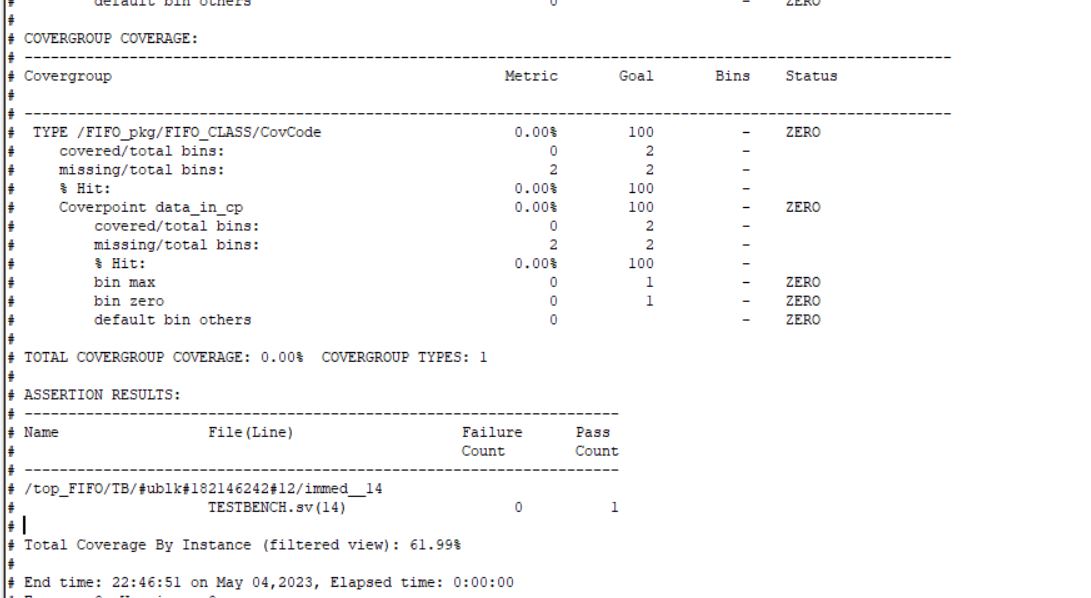 # default bin others 0 - ZERO
#
# COVERGROUP COVERAGE:
# ----------------------------------------------------------------------------------------------------------
# Covergroup Metric Goal Bins Status
#
# ----------------------------------------------------------------------------------------------------------
# TYPE /FIFO_pkg/FIFO_CLASS/CovCode 0.00% 100 - ZERO
# covered/total bins: 0 2 -
# missing/total bins: 2 2 -
# % Hit: 0.00% 100 -
# Coverpoint data_in_cp 0.00% 100 - ZERO
# covered/total bins: 0 2 -
# missing/total bins: 2 2 -
# % Hit: 0.00% 100 -
# bin max 0 1 - ZERO
# bin zero 0 1 - ZERO
# default bin others 0 - ZERO
#
# TOTAL COVERGROUP COVERAGE: 0.00% COVERGROUP TYPES: 1
#
# ASSERTION RESULTS:
# --------------------------------------------------------------------
# Name File(Line) Failure Pass
# Count Count
# --------------------------------------------------------------------
# /top_FIFO/TB/#ublk#182146242#12/immed__14
# TESTBENCH.sv(14) 0 1
#
# Total Coverage By Instance (filtered view): 61.99%
#
# End time: 22:46:51 on May 04,2023, Elapsed time: 0:00:00